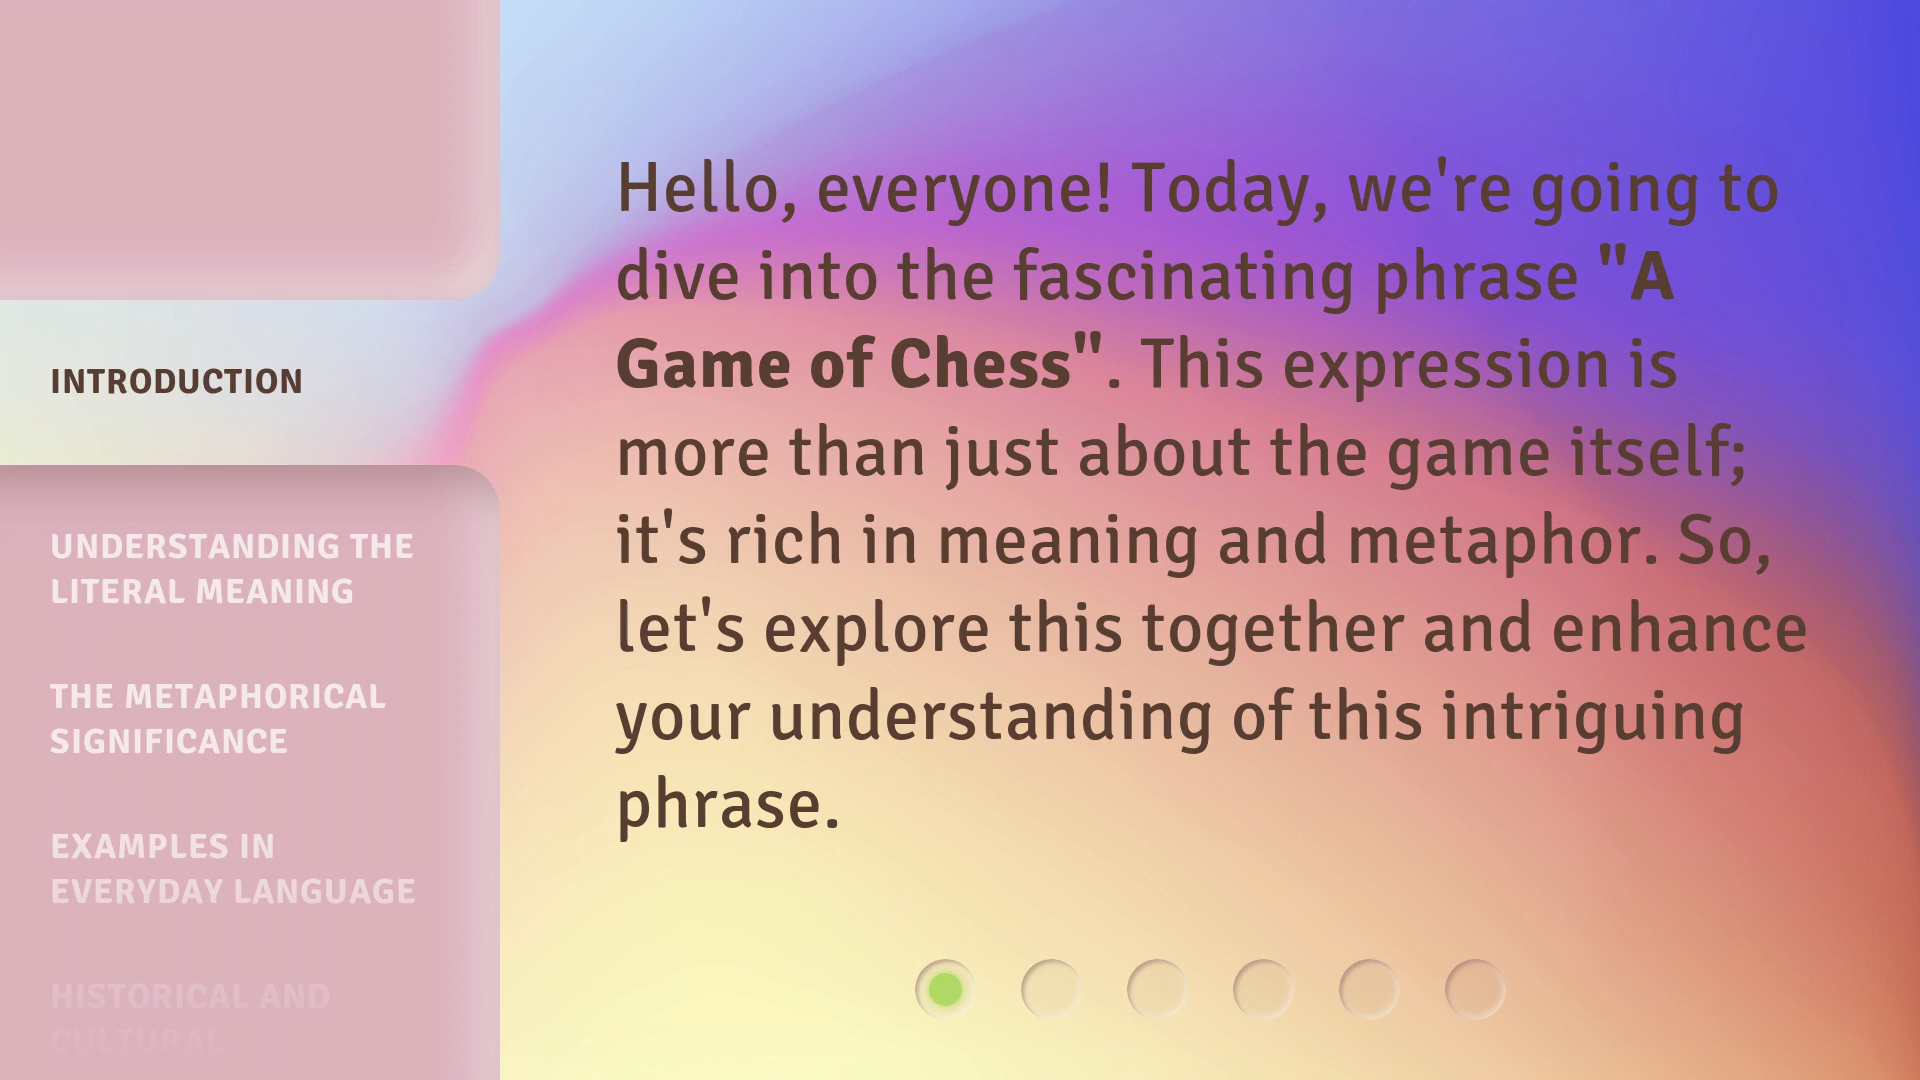 INTRODUCTION
UNDERSTANDING THE
LITERAL MEANING
THE METAPHORICAL
SIGNIFICANCE
EXAMPLES IN
EVERYDAY LANGUAGE
HISTORICAL AND
CULTURAL
Hello, everyone! Today, we're going to
dive into the fascinating phrase "A
Game of Chess". This expression is
more than just about the game itself;
it's rich in meaning and metaphor. So,
let's explore this together and enhance
your understanding of this intriguing
phrase.